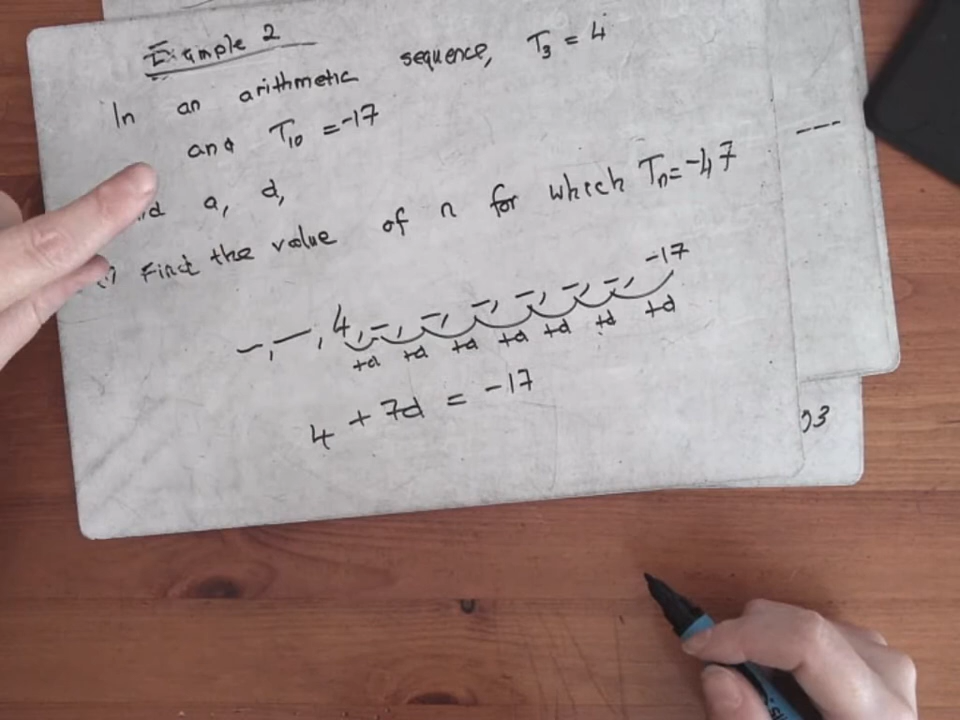 Example 2
In an arithmetic sequence, T₃ = 4
and T₁₀ = -17
a, d,
Find the value of n for which Tₙ = -47
_, _, 4, _, _, _, _, _, _, -17
+d +d +d +d +d +d +d
4 + 7d = -17